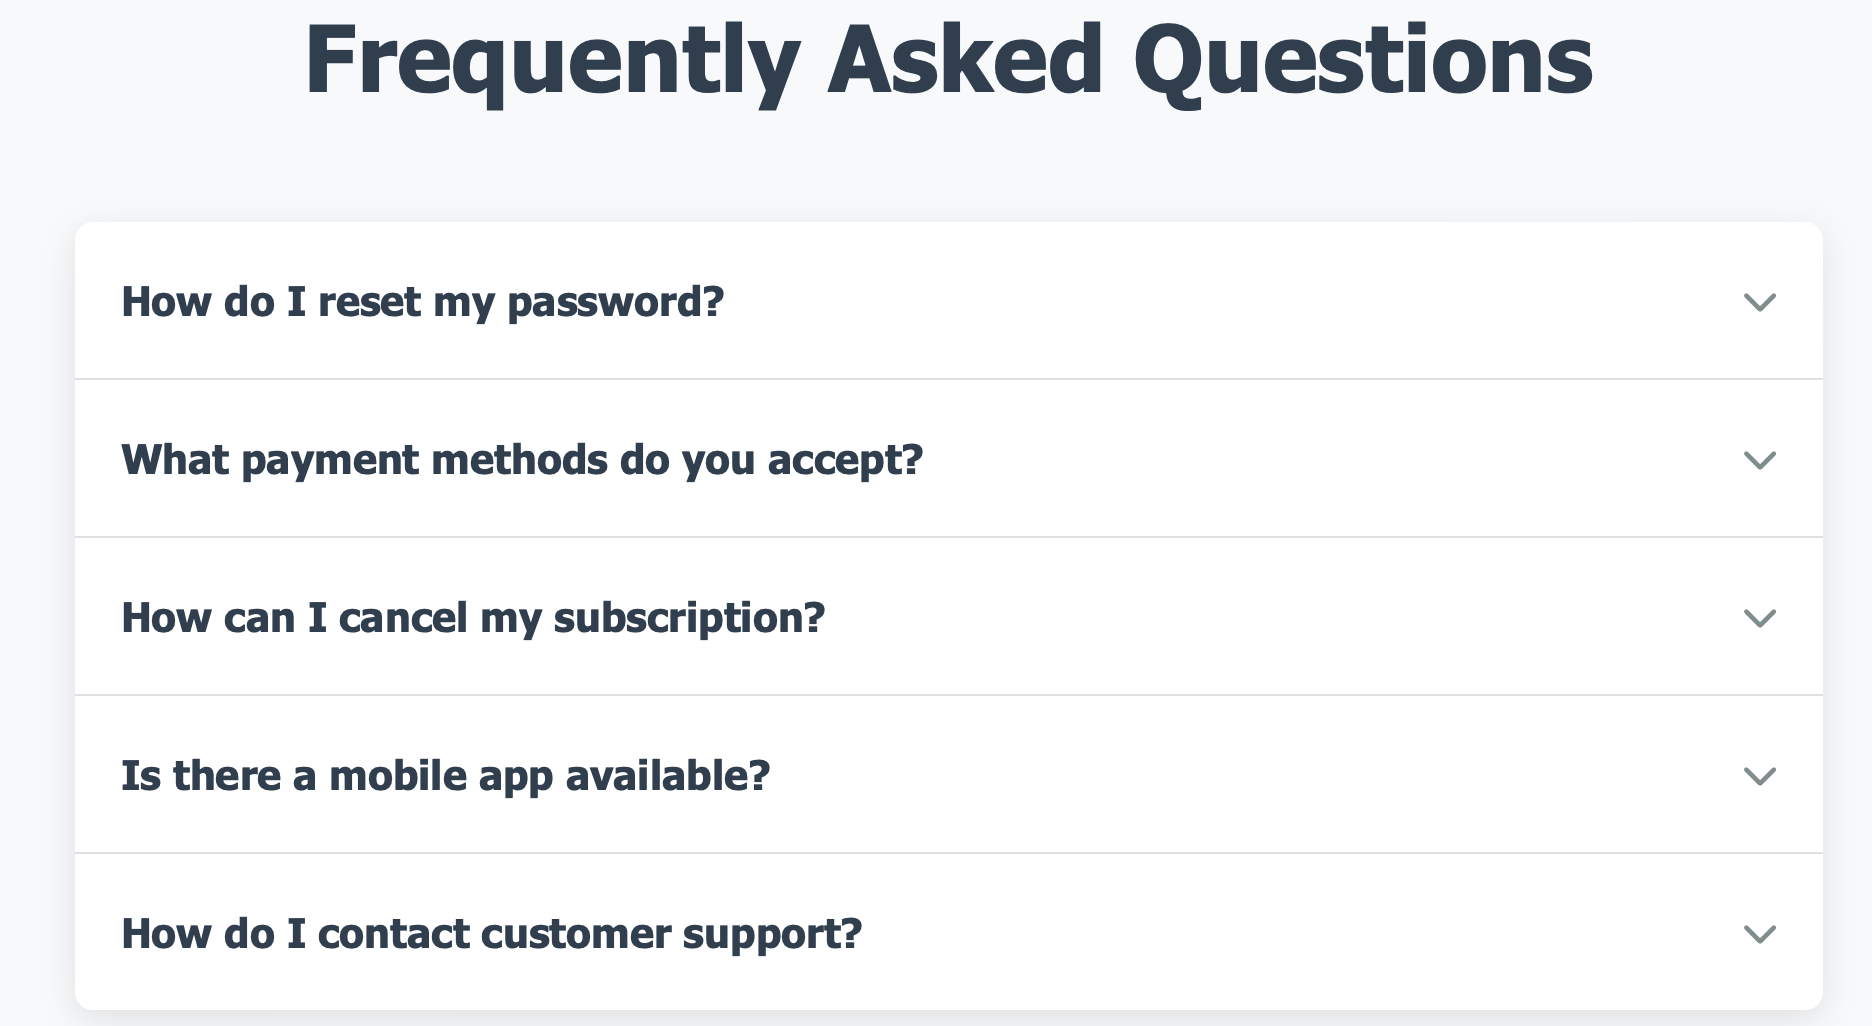 Frequently Asked Questions
How do I reset my password?
What payment methods do you accept?
How can I cancel my subscription?
Is there a mobile app available?
How do I contact customer support?